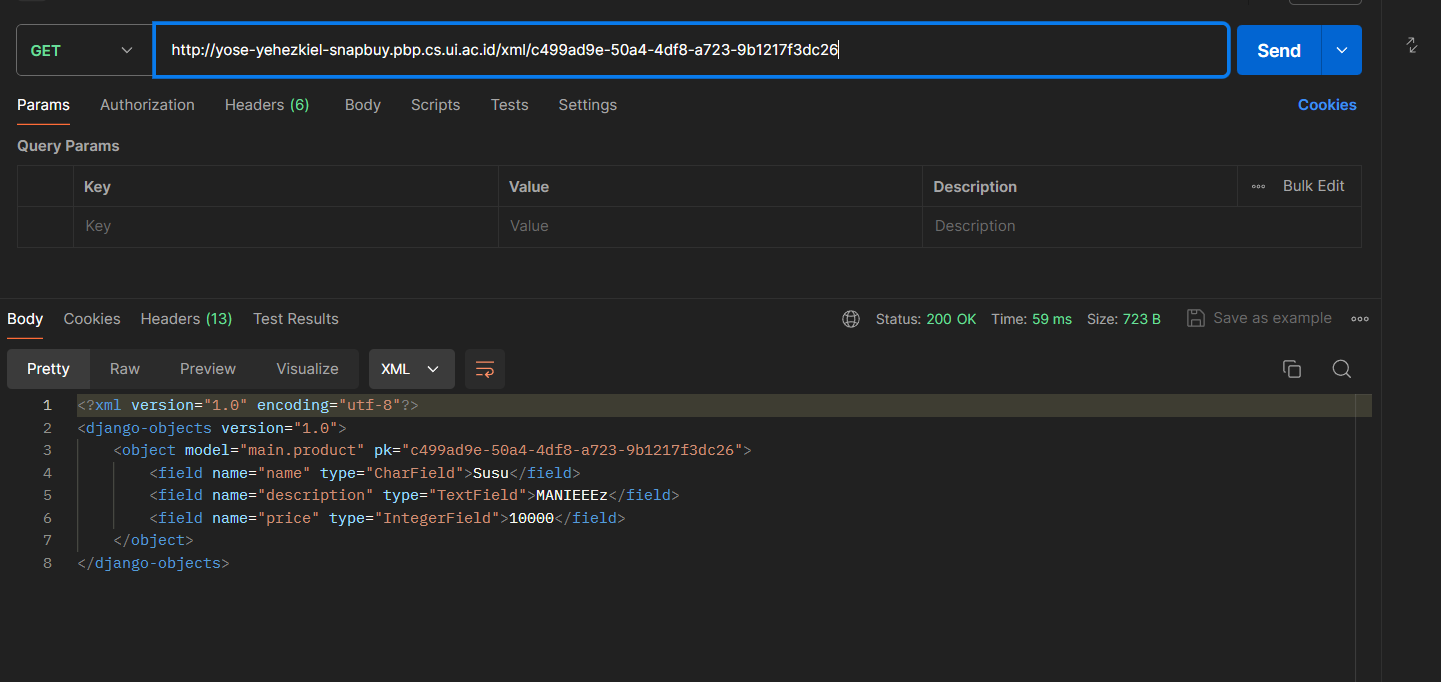 GET http://yose-yehezkiel-snapbuy.pbp.cs.ui.ac.id/xml/c499ad9e-50a4-4df8-a723-9b1217f3dc26 Send
Params Authorization Headers (6) Body Scripts Tests Settings Cookies
Query Params
Key Value Description Bulk Edit
Key Value Description
Body Cookies Headers (13) Test Results Status: 200 OK Time: 59 ms Size: 723 B Save as example
Pretty Raw Preview Visualize XML
1 <?xml version="1.0" encoding="utf-8"?>
2 <django-objects version="1.0">
3 <object model="main.product" pk="c499ad9e-50a4-4df8-a723-9b1217f3dc26">
4 <field name="name" type="CharField">Susu</field>
5 <field name="description" type="TextField">MANIEEEz</field>
6 <field name="price" type="IntegerField">10000</field>
7 </object>
8 </django-objects>